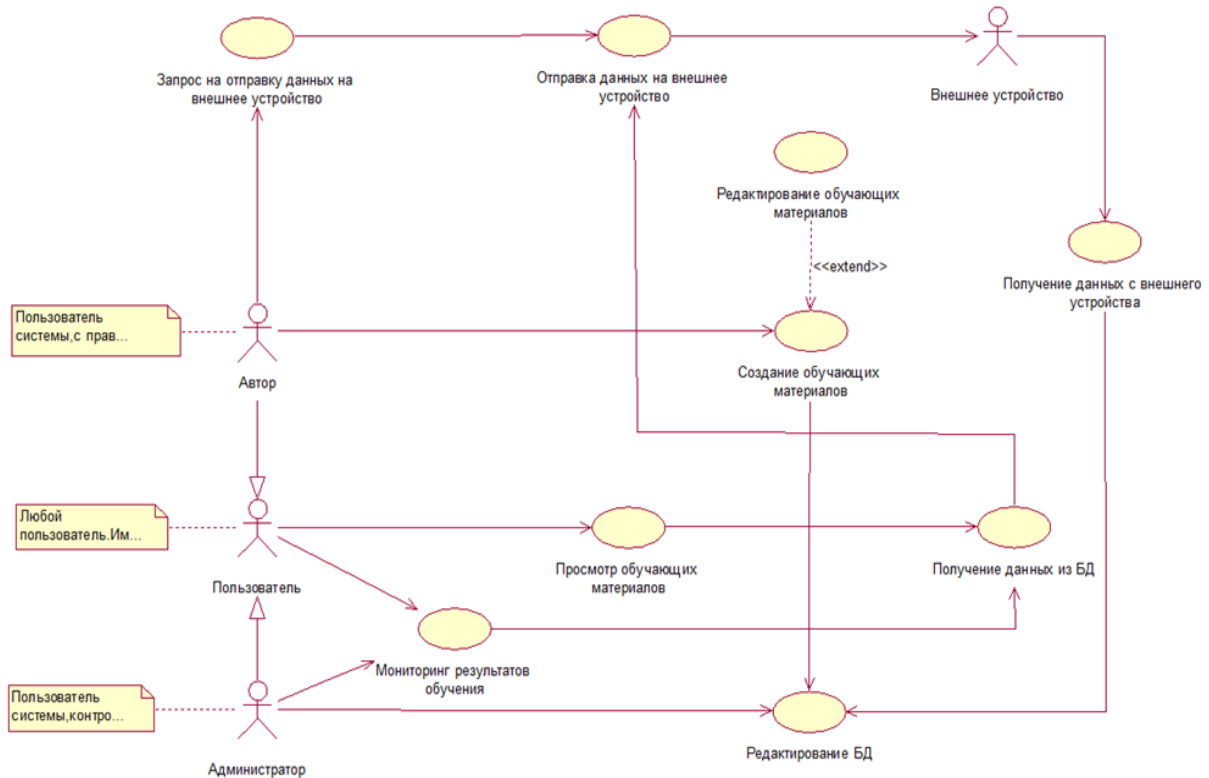 Запрос на отправку данных на
внешнее устройство
Отправка данных на внешнее
устройство
Внешнее устройство
Редактирование обучающих
материалов
<<extend>>
Получение данных с внешнего
устройства
Пользователь
системы,с прав...
Автор
Создание обучающих
материалов
Любой
пользователь.Им...
Пользователь
Просмотр обучающих
материалов
Получение данных из БД
Мониторинг результатов
обучения
Пользователь
системы,контро...
Администратор
Редактирование БД